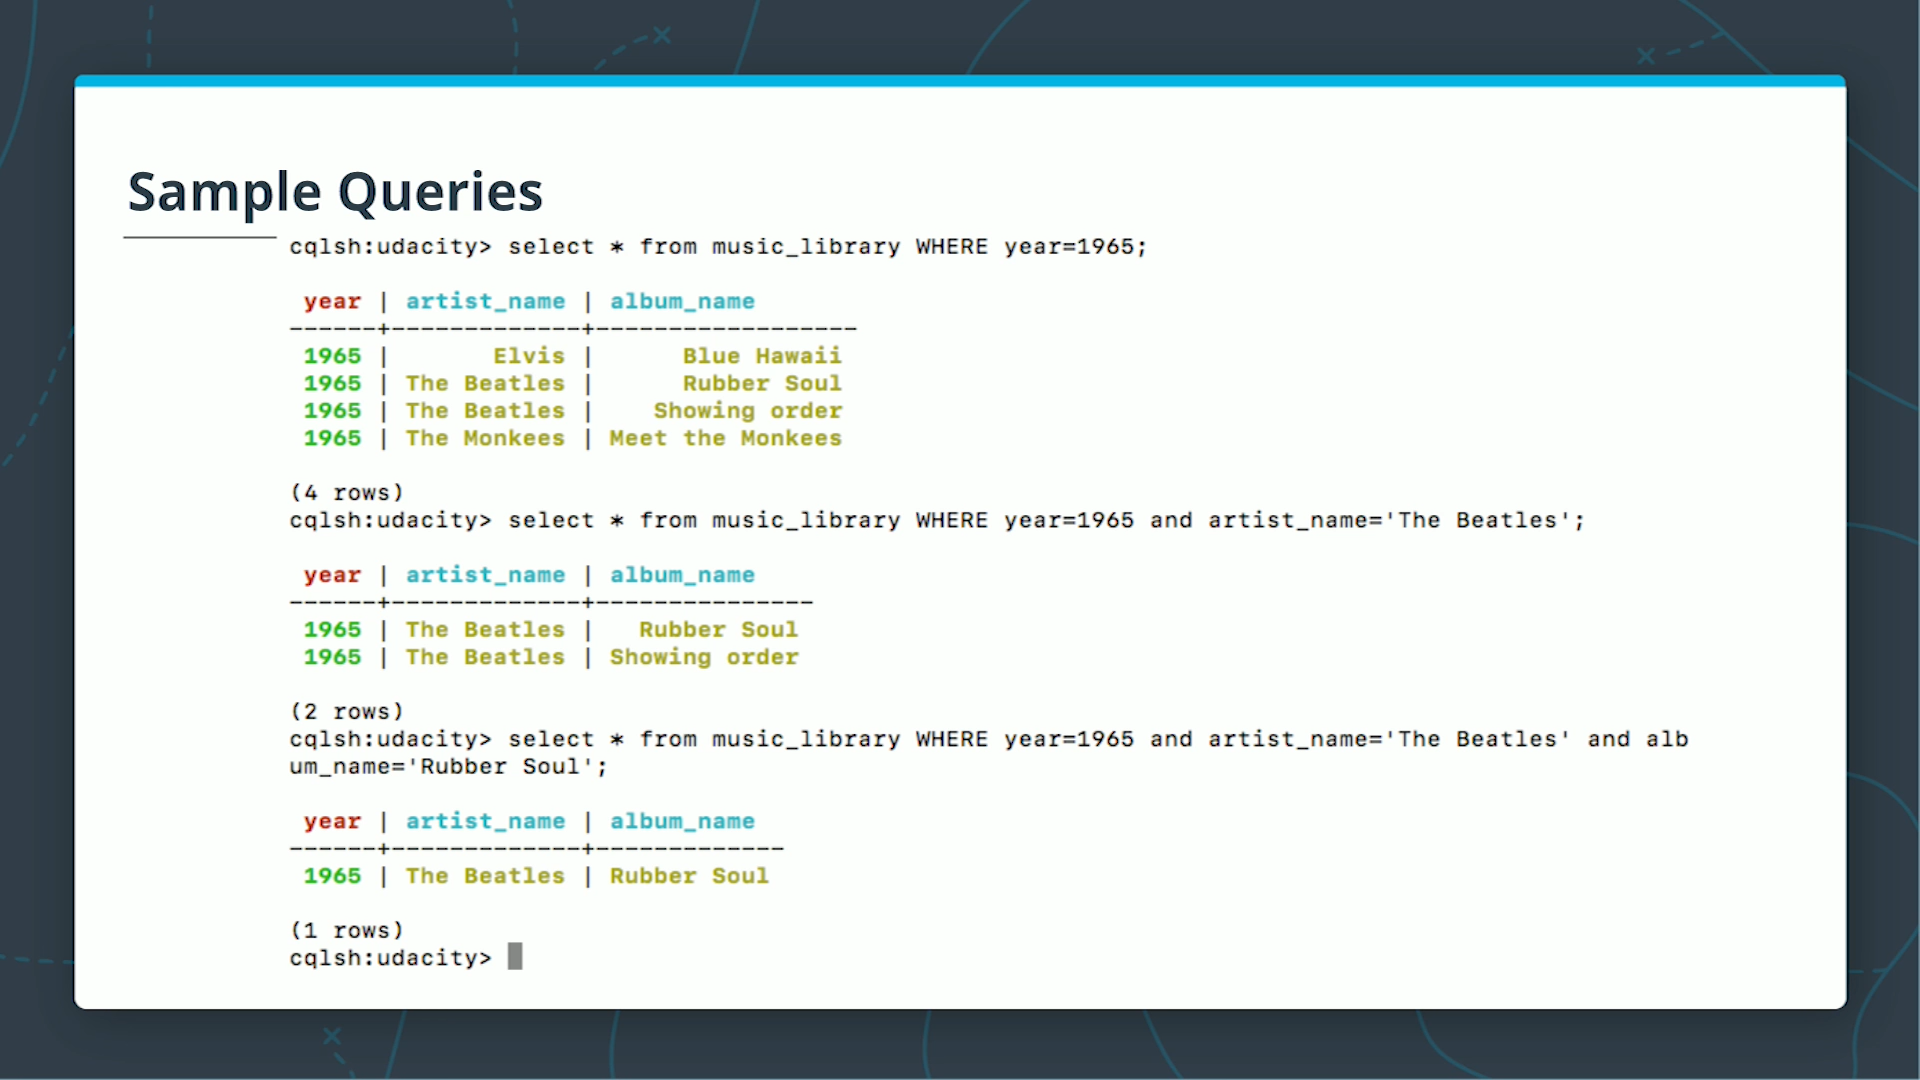 Sample Queries
cqlsh:udacity> select * from music_library WHERE year=1965;
year | artist_name | album_name
------+-------------+------------------
1965 |       Elvis |      Blue Hawaii
1965 | The Beatles |      Rubber Soul
1965 | The Beatles |    Showing order
1965 | The Monkees | Meet the Monkees
(4 rows)
cqlsh:udacity> select * from music_library WHERE year=1965 and artist_name='The Beatles';
year | artist_name | album_name
------+-------------+---------------
1965 | The Beatles |   Rubber Soul
1965 | The Beatles | Showing order
(2 rows)
cqlsh:udacity> select * from music_library WHERE year=1965 and artist_name='The Beatles' and alb
um_name='Rubber Soul';
year | artist_name | album_name
------+-------------+-------------
1965 | The Beatles | Rubber Soul
(1 rows)
cqlsh:udacity>